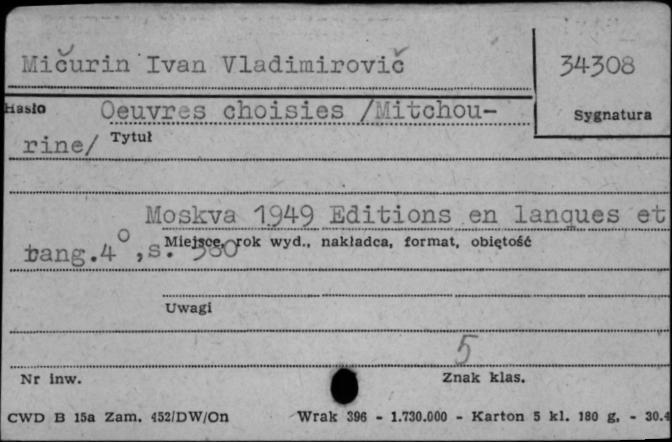 Mičurin Ivan Vladimirovič
34308
Hasło Oeuvres choisies /Mitchou-
Sygnatura
rine/ Tytuł
Moskva 1949 Editions en langues et
Miejsce, rok wyd., nakładca, format, objętość
rang.4°,s. 380
Uwagi
5
Nr inw. Znak klas.
CWD B 15a Zam. 452/DW/On Wrak 396 - 1.730.000 - Karton 5 kl. 180 g. - 30.4